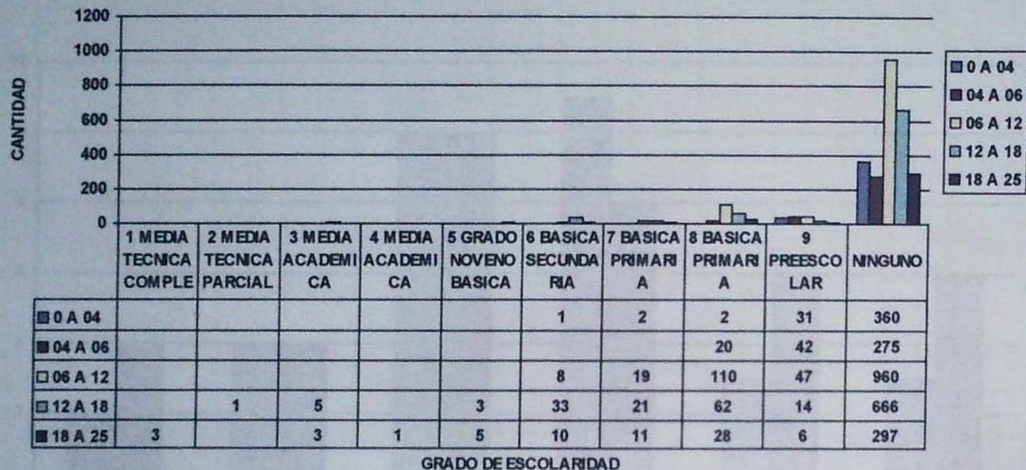 1200
1000
800
600
400
200
0
CANTIDAD
0 A 04
04 A 06
06 A 12
12 A 18
18 A 25
1 MEDIA TECNICA COMPLE
2 MEDIA TECNICA PARCIAL
3 MEDIA ACADEMI CA
4 MEDIA ACADEMI CA
5 GRADO NOVENO BASICA
6 BASICA SECUNDA RIA
7 BASICA PRIMARI A
8 BASICA PRIMARI A
9 PREESCO LAR
NINGUNO
0 A 04 1 2 2 31 360
04 A 06 20 42 275
06 A 12 8 19 110 47 960
12 A 18 1 5 3 33 21 62 14 666
18 A 25 3 3 1 5 10 11 28 6 297
GRADO DE ESCOLARIDAD